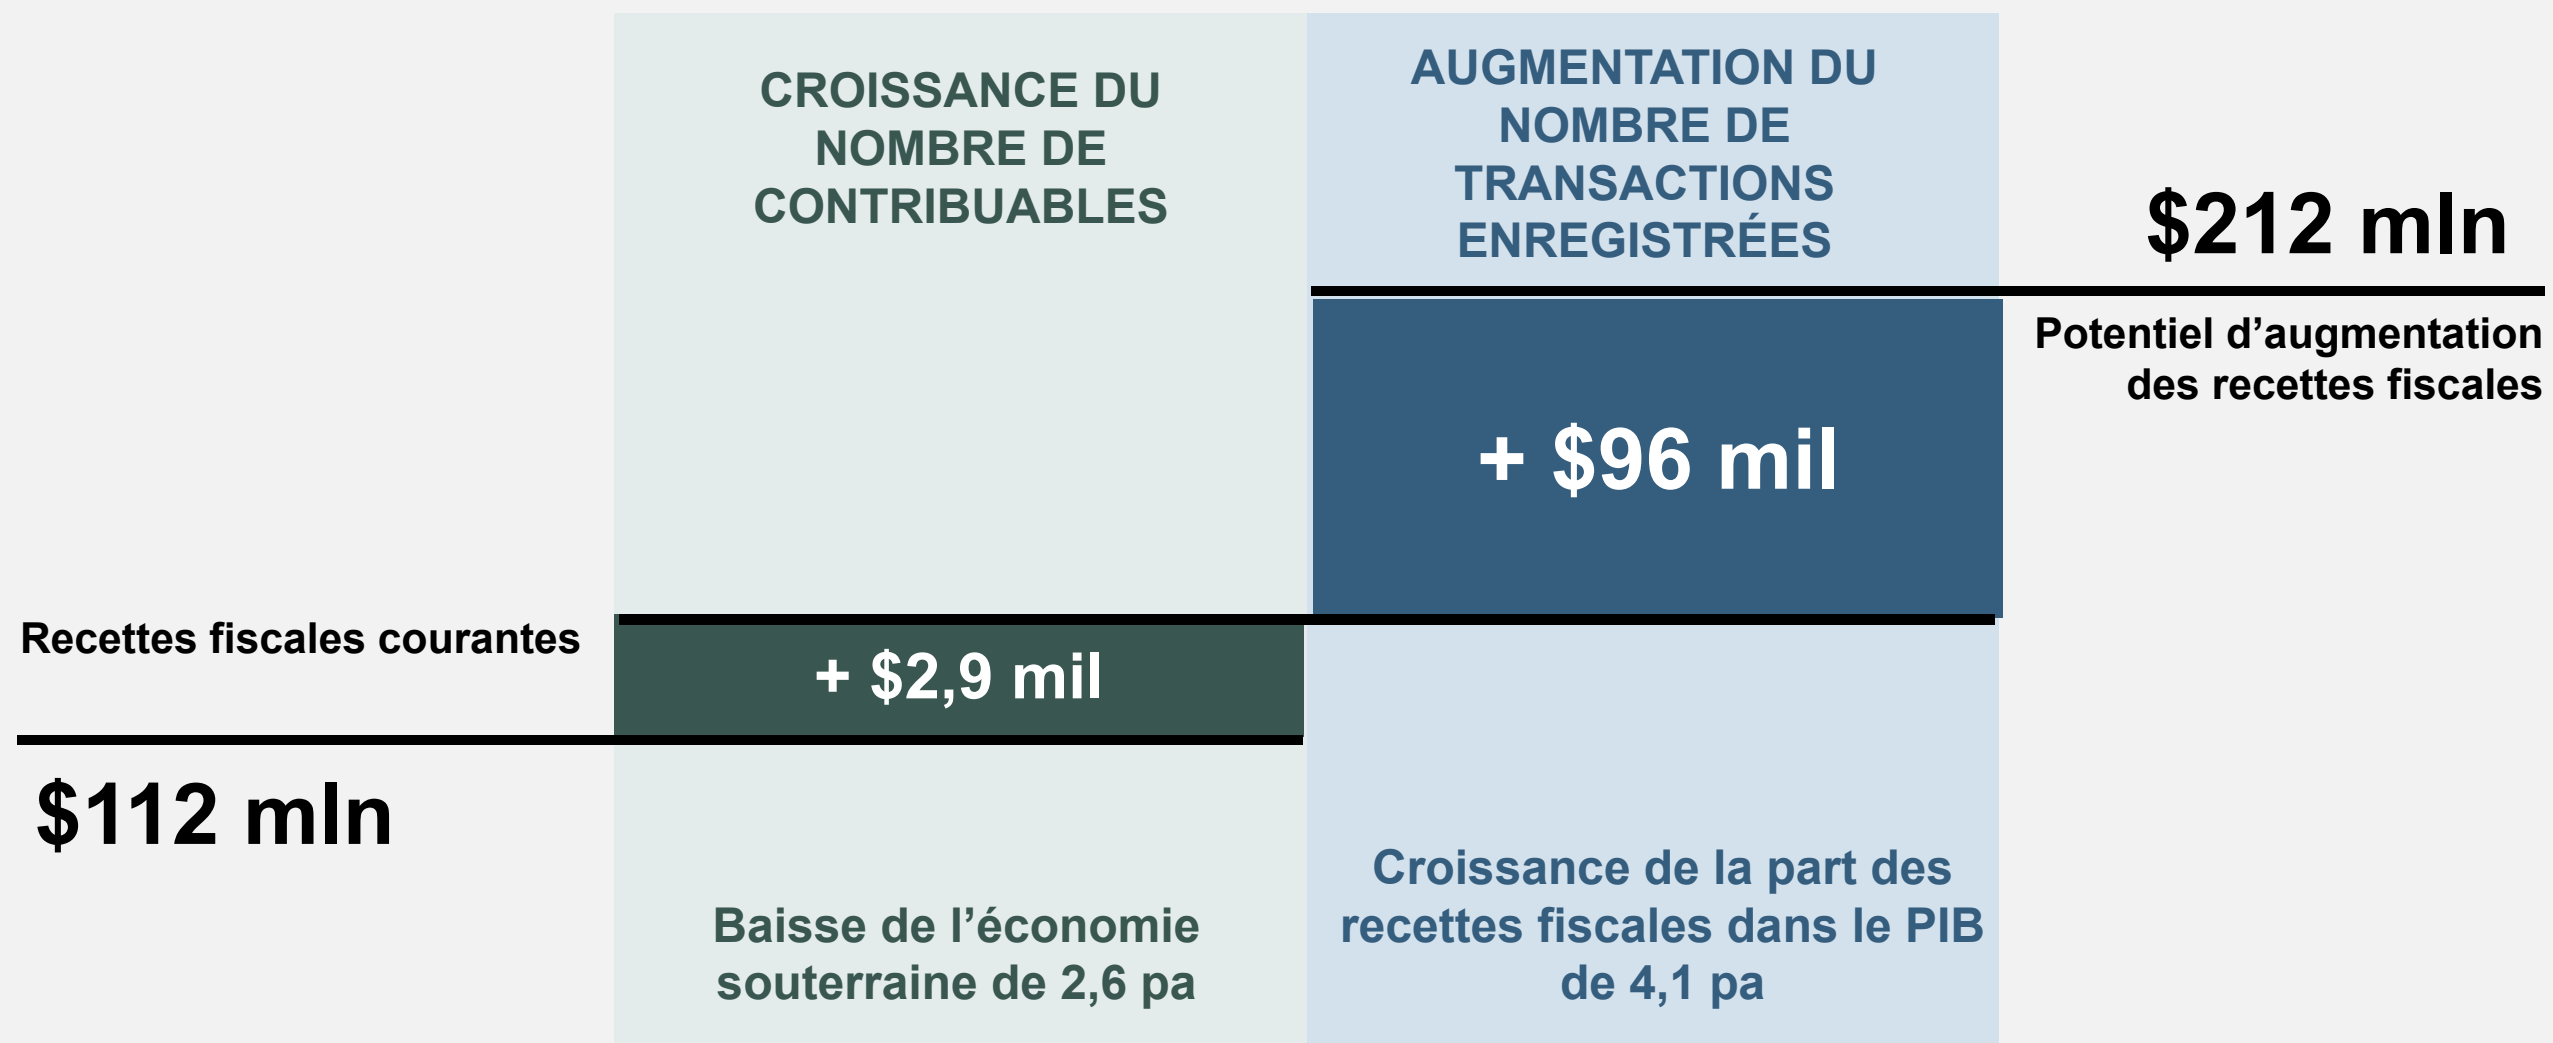 CROISSANCE DU
NOMBRE DE
CONTRIBUABLES
AUGMENTATION DU
NOMBRE DE
TRANSACTIONS
ENREGISTRÉES
$212 mln
Potentiel d’augmentation
des recettes fiscales
+ $96 mil
Recettes fiscales courantes
+ $2,9 mil
$112 mln
Baisse de l’économie
souterraine de 2,6 pa
Croissance de la part des
recettes fiscales dans le PIB
de 4,1 pa